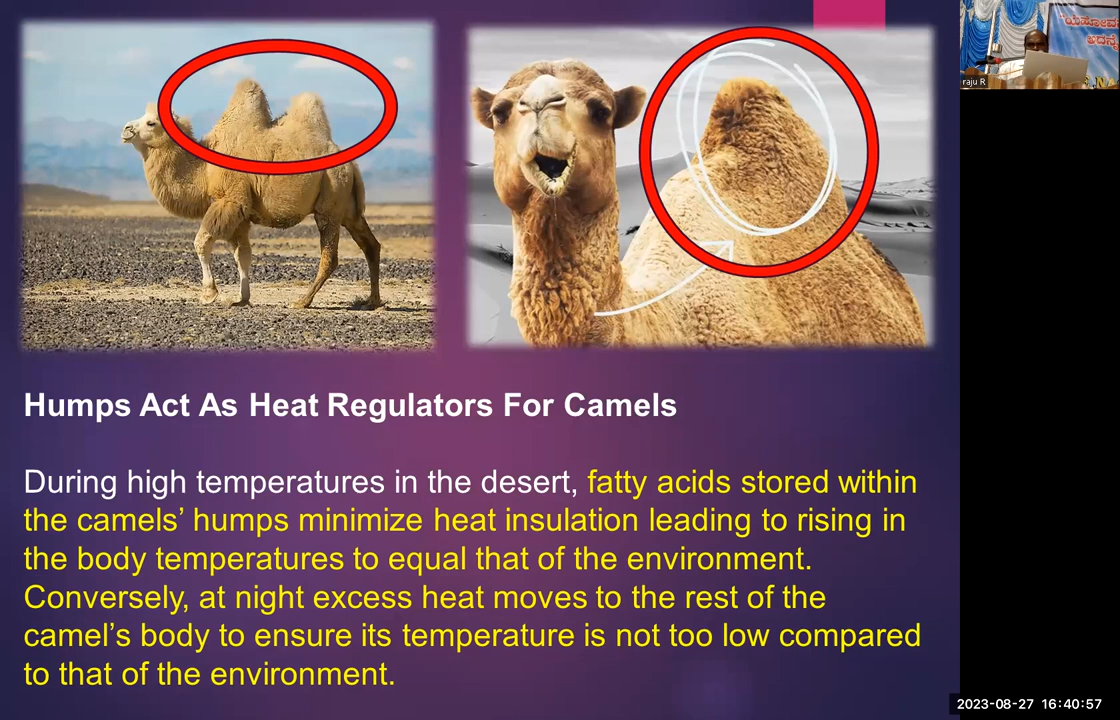 "ಯಮೋವ
raju R
Humps Act As Heat Regulators For Camels
During high temperatures in the desert, fatty acids stored within
the camels' humps minimize heat insulation leading to rising in
the body temperatures to equal that of the environment.
Conversely, at night excess heat moves to the rest of the
camel's body to ensure its temperature is not too low compared
to that of the environment.
2023-08-27 16:40:57